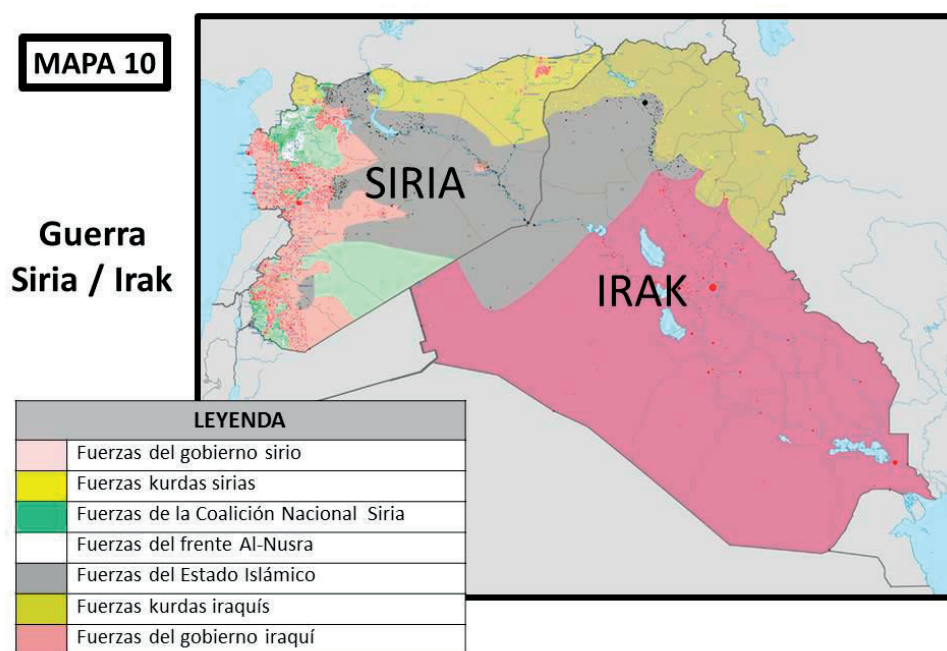 MAPA 10
Guerra
Siria / Irak
SIRIA
IRAK
LEYENDA
Fuerzas del gobierno sirio
Fuerzas kurdas sirias
Fuerzas de la Coalición Nacional Siria
Fuerzas del frente Al-Nusra
Fuerzas del Estado Islámico
Fuerzas kurdas iraquís
Fuerzas del gobierno iraquí